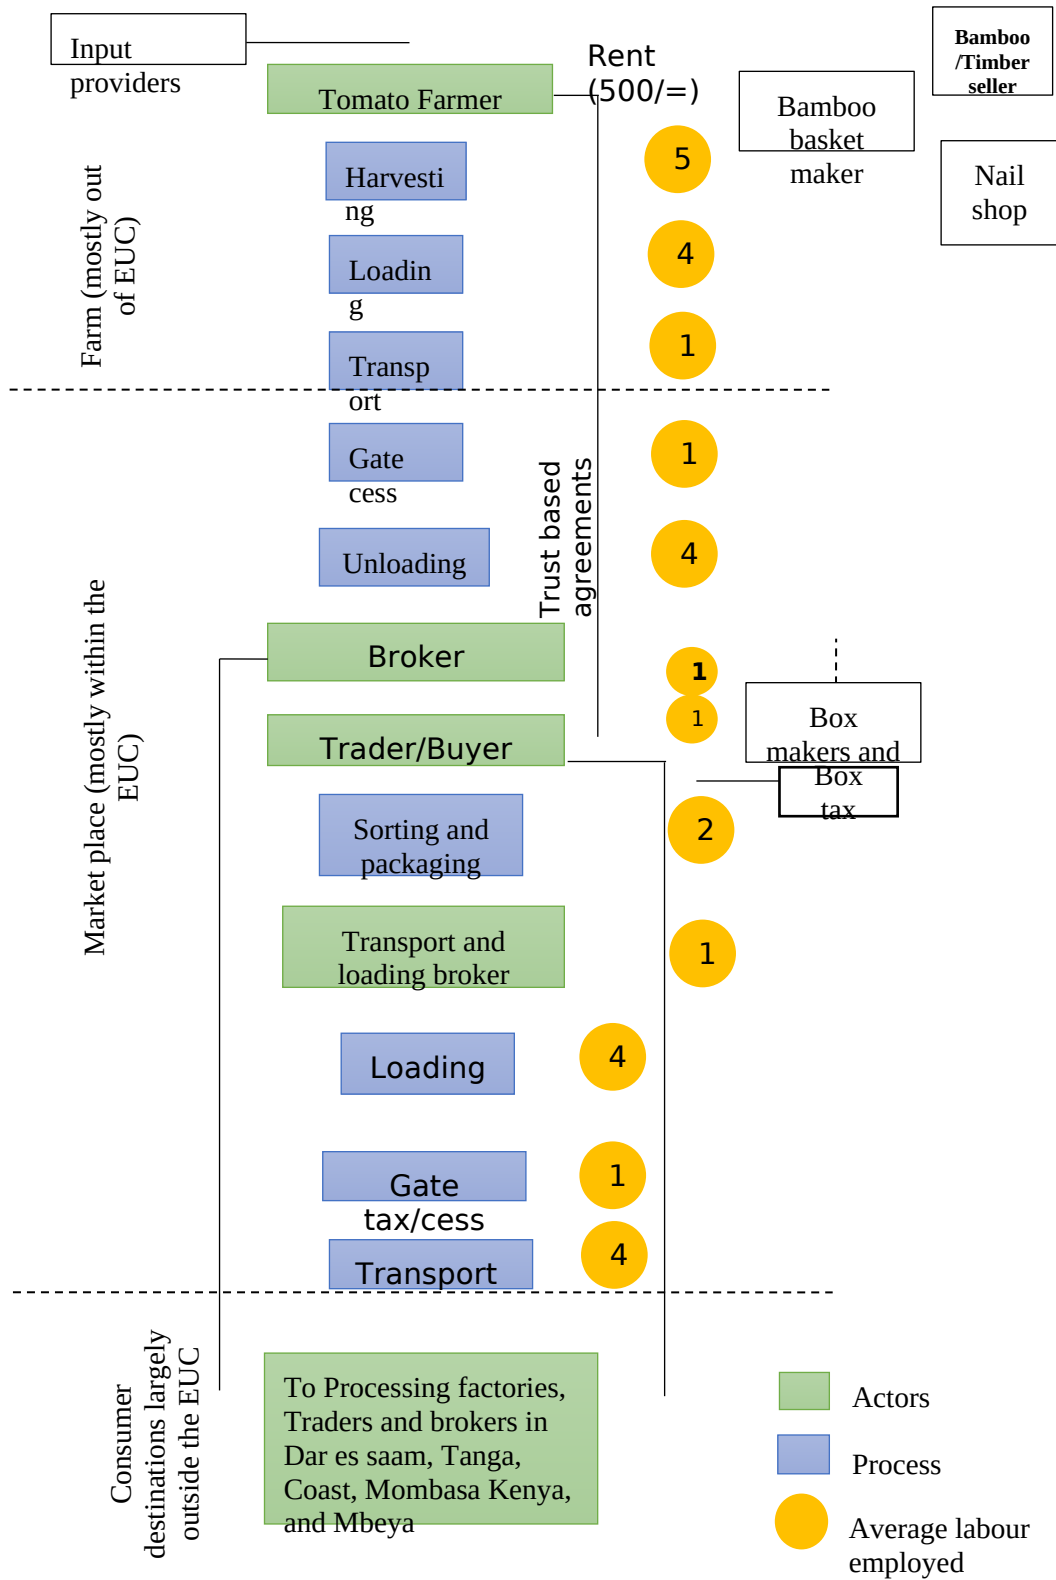 Input
providers
Tomato Farmer
Rent
(500/=)
Bamboo
/Timber
seller
Bamboo
basket
maker
Nail
shop
Farm (mostly out
of EUC)
Harvesti
ng
5
Loadin
g
4
Transp
ort
1
Gate
cess
1
Trust based
agreements
Unloading
4
Market place (mostly within the
EUC)
Broker
1
Trader/Buyer
1
Box
makers and
Box
tax
Sorting and
packaging
2
Transport and
loading broker
1
Loading
4
Gate
tax/cess
1
Transport
4
Consumer
destinations largely
outside the EUC
To Processing factories,
Traders and brokers in
Dar es saam, Tanga,
Coast, Mombasa Kenya,
and Mbeya
Actors
Process
Average labour
employed